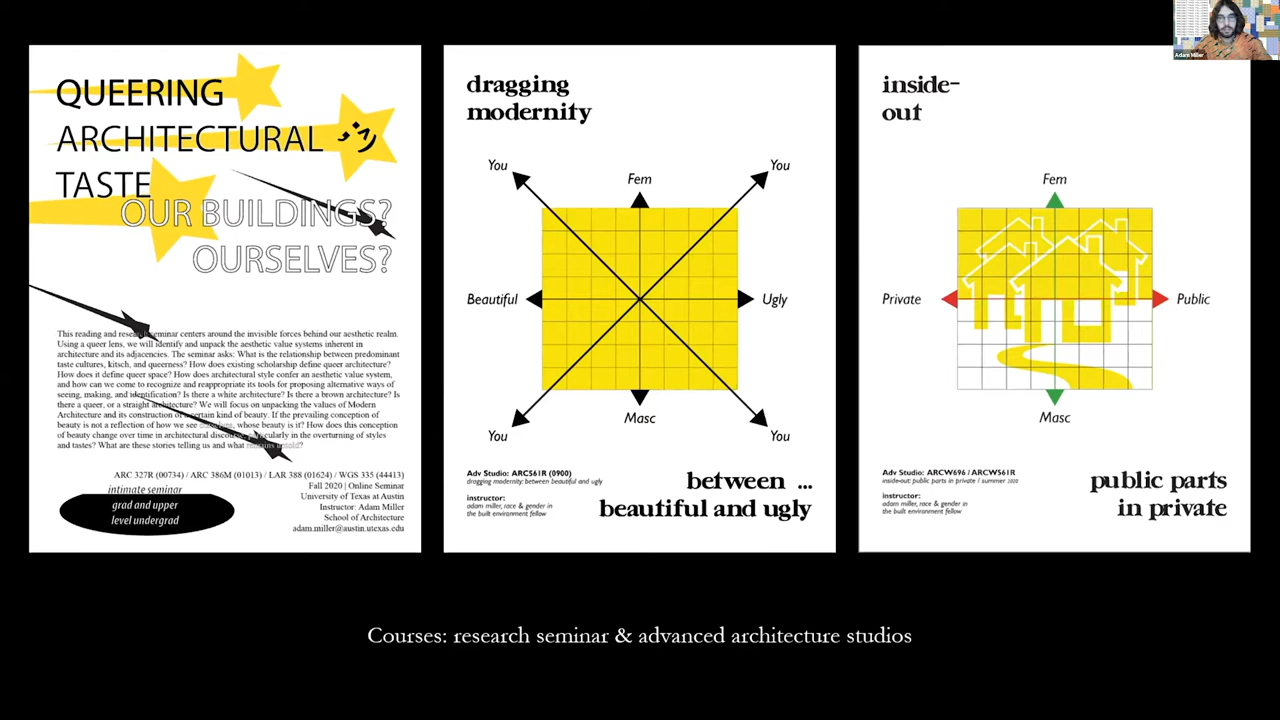 QUEERING
ARCHITECTURAL
TASTE
OUR BUILDINGS?
OURSELVES?
This reading and research seminar centers around the invisible forces behind our aesthetic realm.
Using a queer lens, we will identify and unpack the aesthetic value systems inherent in
architecture and its adjacencies. The seminar asks: What is the relationship between predominant
taste cultures, kitsch, and queerness? How does existing scholarship define queer architecture?
How does it define queer space? How does architectural style confer an aesthetic value system,
and how can we come to recognize and reappropriate its tools for proposing alternative ways of
seeing, making, and identification? Is there a white architecture? Is there a brown architecture? Is
there a queer, or a straight architecture? We will focus on unpacking the values of Modern
Architecture and its construction of a certain kind of beauty. If the prevailing conception of
beauty is not a reflection of how we see ourselves, whose beauty is it? How does this conception
of beauty change over time in architectural discourse, particularly in the overturning of styles
and tastes? What are these stories telling us and what remains untold?
ARC 327R (00734) / ARC 386M (01013) / LAR 388 (01624) / WGS 335 (44413)
Fall 2020 | Online Seminar
University of Texas at Austin
Instructor: Adam Miller
School of Architecture
adam.miller@austin.utexas.edu
intimate seminar
grad and upper
level undergrad
dragging
modernity
You
You
Fem
Beautiful
Ugly
Masc
You
You
Adv Studio: ARC561R (0900)
dragging modernity: between beautiful and ugly
instructor:
adam miller, race & gender in
the built environment fellow
between ...
beautiful and ugly
inside-
out
Fem
Private
Public
Masc
Adv Studio: ARCW696 / ARCW561R
inside-out: public parts in private / summer 2020
instructor:
adam miller, race & gender in
the built environment fellow
public parts
in private
Adam Miller
Courses: research seminar & advanced architecture studios